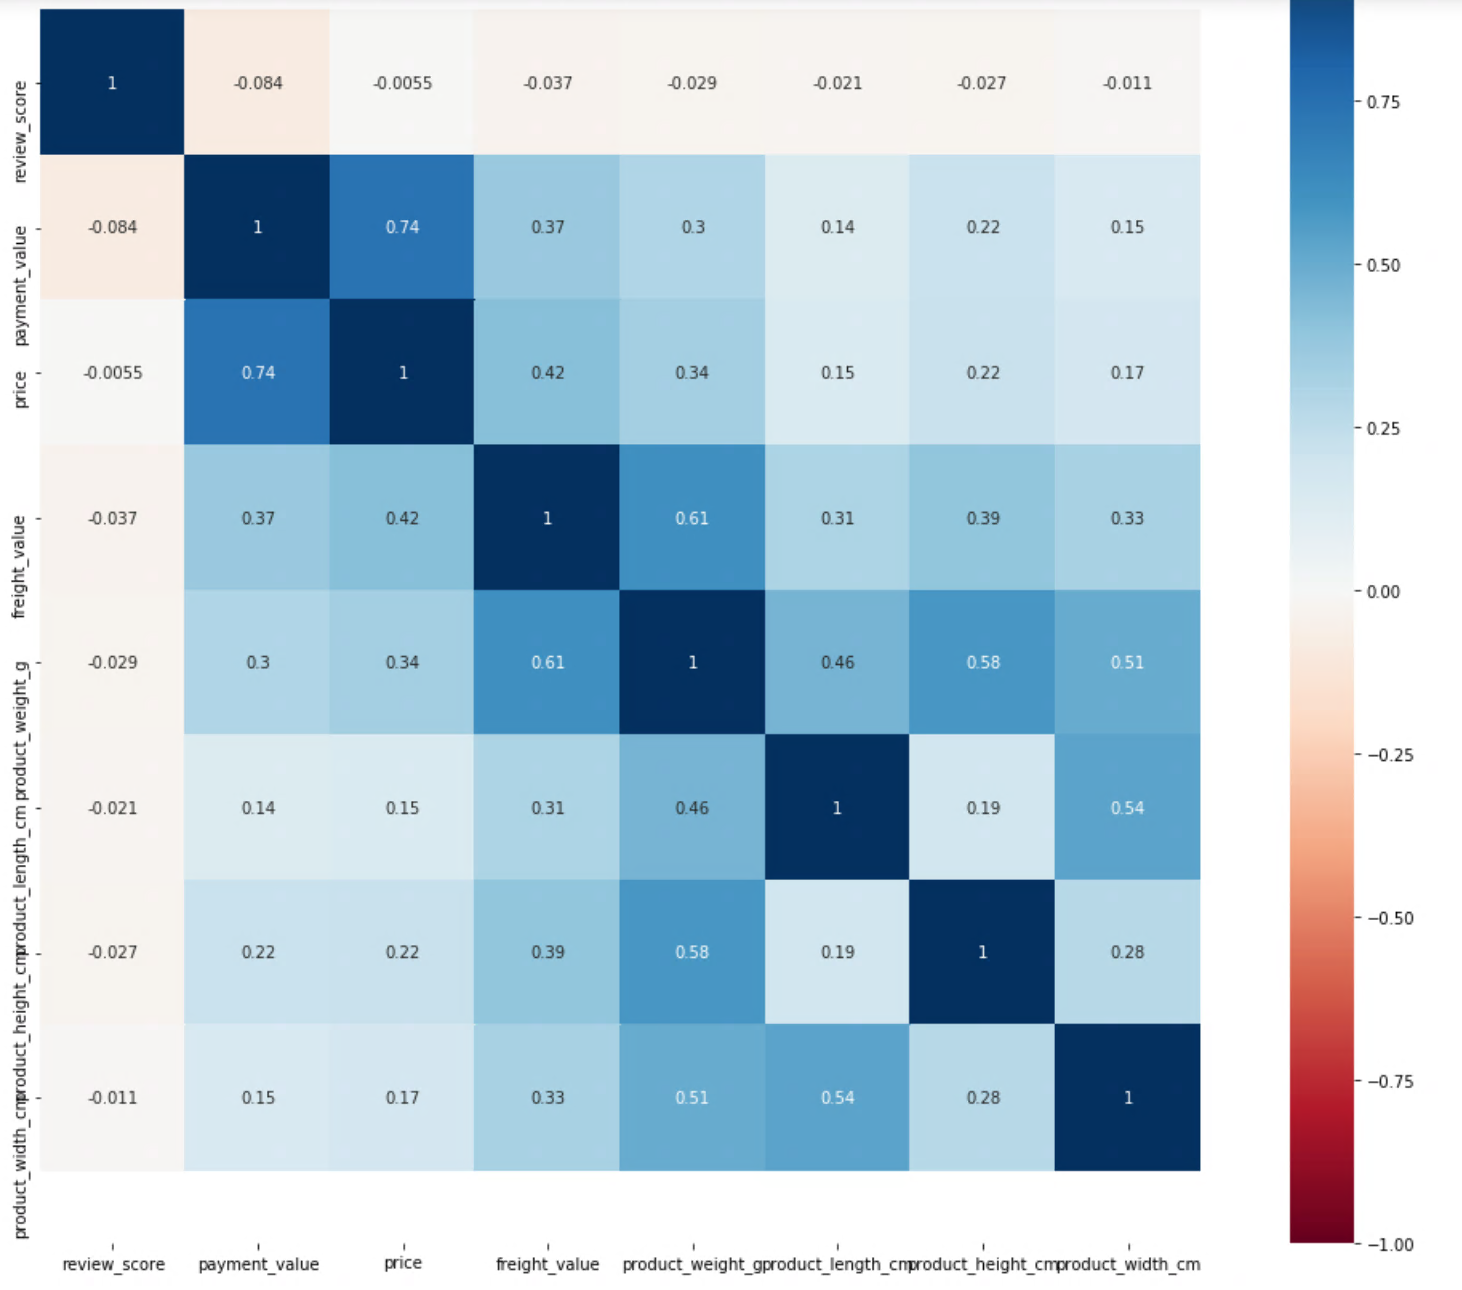 review_score 1 -0.084 -0.0055 -0.037 -0.029 -0.021 -0.027 -0.011
payment_value -0.084 1 0.74 0.37 0.3 0.14 0.22 0.15
price -0.0055 0.74 1 0.42 0.34 0.15 0.22 0.17
freight_value -0.037 0.37 0.42 1 0.61 0.31 0.39 0.33
product_weight_g -0.029 0.3 0.34 0.61 1 0.46 0.58 0.51
product_length_cm -0.021 0.14 0.15 0.31 0.46 1 0.19 0.54
product_height_cm -0.027 0.22 0.22 0.39 0.58 0.19 1 0.28
product_width_cm -0.011 0.15 0.17 0.33 0.51 0.54 0.28 1
review_score payment_value price freight_value product_weight_g product_length_cm product_height_cm product_width_cm
0.75
0.50
0.25
0.00
−0.25
−0.50
−0.75
−1.00